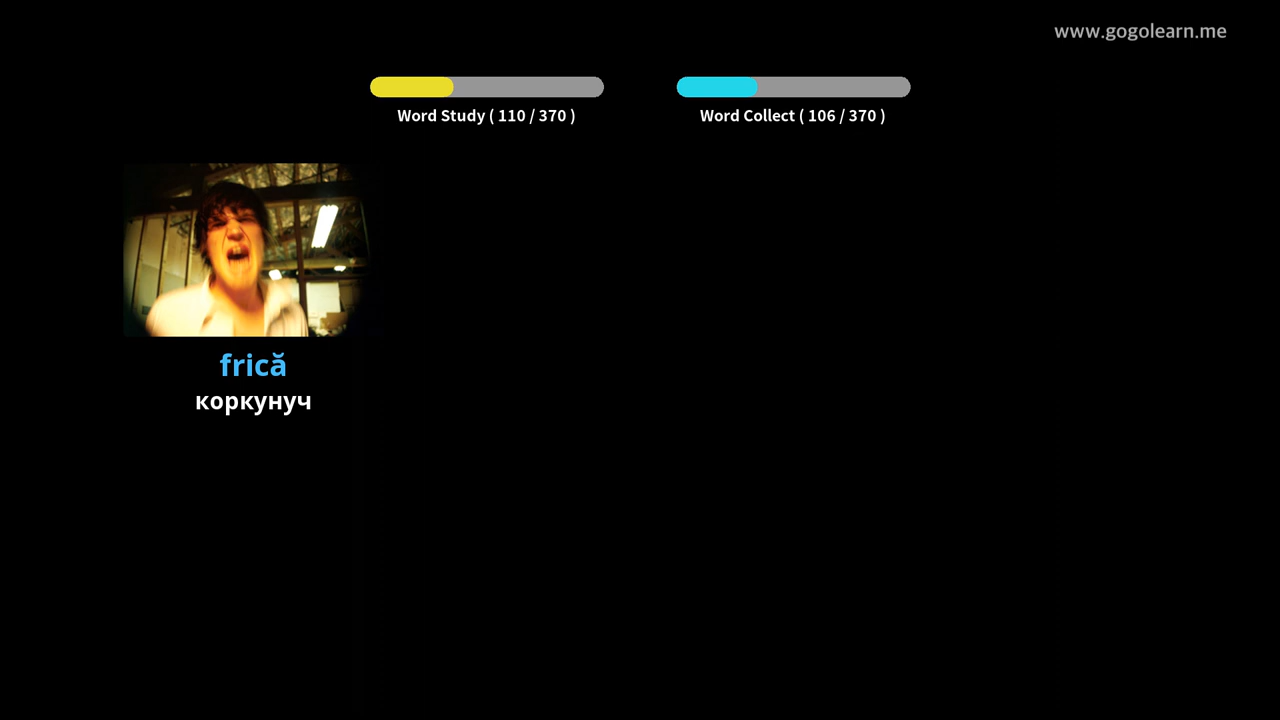 www.gogolearn.me
Word Study ( 110 / 370 )
Word Collect ( 106 / 370 )
frică
коркунуч